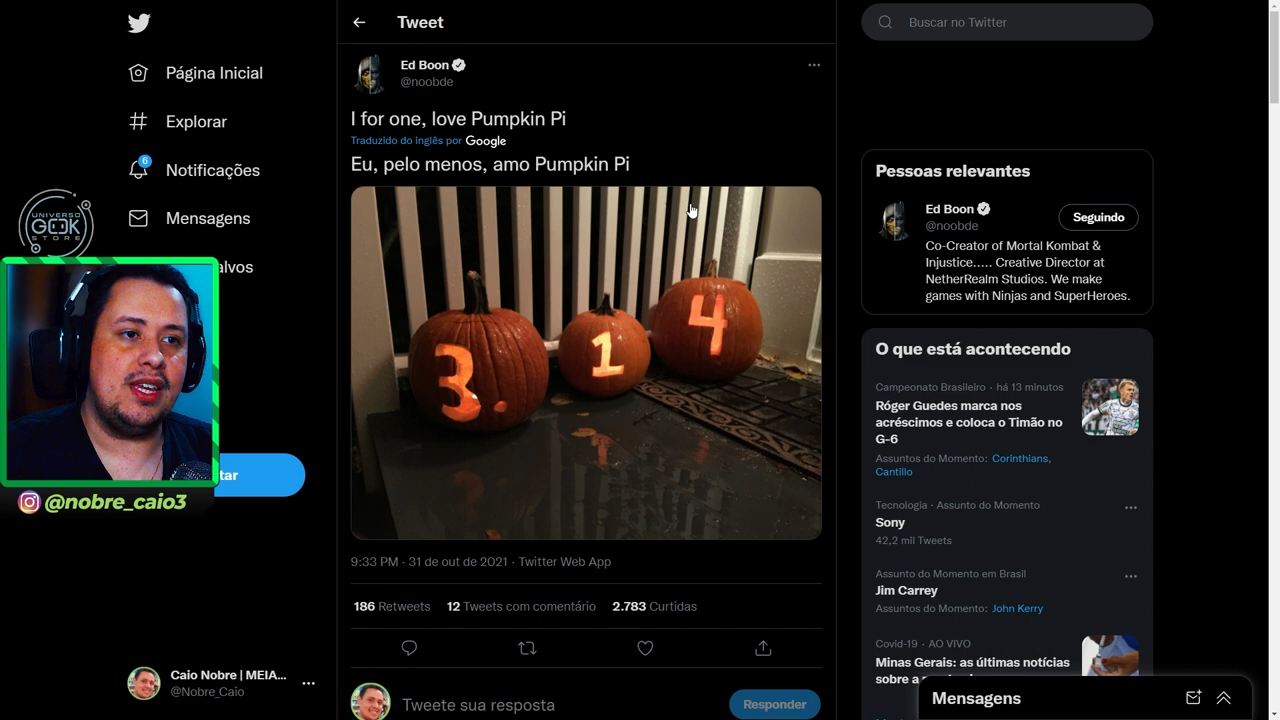 Tweet
Buscar no Twitter
Página Inicial
Explorar
6
Notificações
Mensagens
alvos
tar
UNIVERSO
GEEK
STORE
@nobre_caio3
Caio Nobre | MEIA...
@Nobre_Caio
Ed Boon
@noobde
I for one, love Pumpkin Pi
Traduzido do inglês por Google
Eu, pelo menos, amo Pumpkin Pi
3. 1 4
9:33 PM · 31 de out de 2021 · Twitter Web App
186 Retweets 12 Tweets com comentário 2.783 Curtidas
Tweete sua resposta
Responder
Pessoas relevantes
Ed Boon
@noobde
Seguindo
Co-Creator of Mortal Kombat &
Injustice..... Creative Director at
NetherRealm Studios. We make
games with Ninjas and SuperHeroes.
O que está acontecendo
Campeonato Brasileiro · há 13 minutos
Róger Guedes marca nos
acréscimos e coloca o Timão no
G-6
Assuntos do Momento: Corinthians,
Cantillo
Tecnologia · Assunto do Momento
Sony
42,2 mil Tweets
Assunto do Momento em Brasil
Jim Carrey
Assuntos do Momento: John Kerry
Covid-19 · AO VIVO
Minas Gerais: as últimas notícias
sobre a
Mensagens